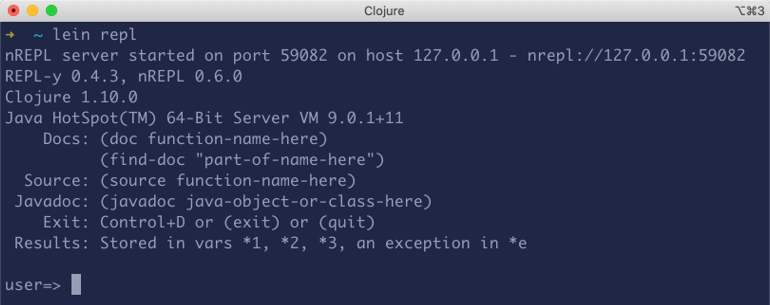 Clojure
⌥⌘3
➜  ~ lein repl
nREPL server started on port 59082 on host 127.0.0.1 - nrepl://127.0.0.1:59082
REPL-y 0.4.3, nREPL 0.6.0
Clojure 1.10.0
Java HotSpot(TM) 64-Bit Server VM 9.0.1+11
    Docs: (doc function-name-here)
          (find-doc "part-of-name-here")
  Source: (source function-name-here)
 Javadoc: (javadoc java-object-or-class-here)
    Exit: Control+D or (exit) or (quit)
 Results: Stored in vars *1, *2, *3, an exception in *e
user=>